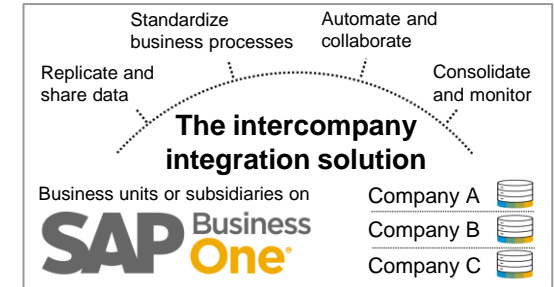 Standardize
business processes
Automate and
collaborate
Replicate and
share data
Consolidate
and monitor
The intercompany
integration solution
Business units or subsidiaries on
SAP Business
One®
Company A
Company B
Company C